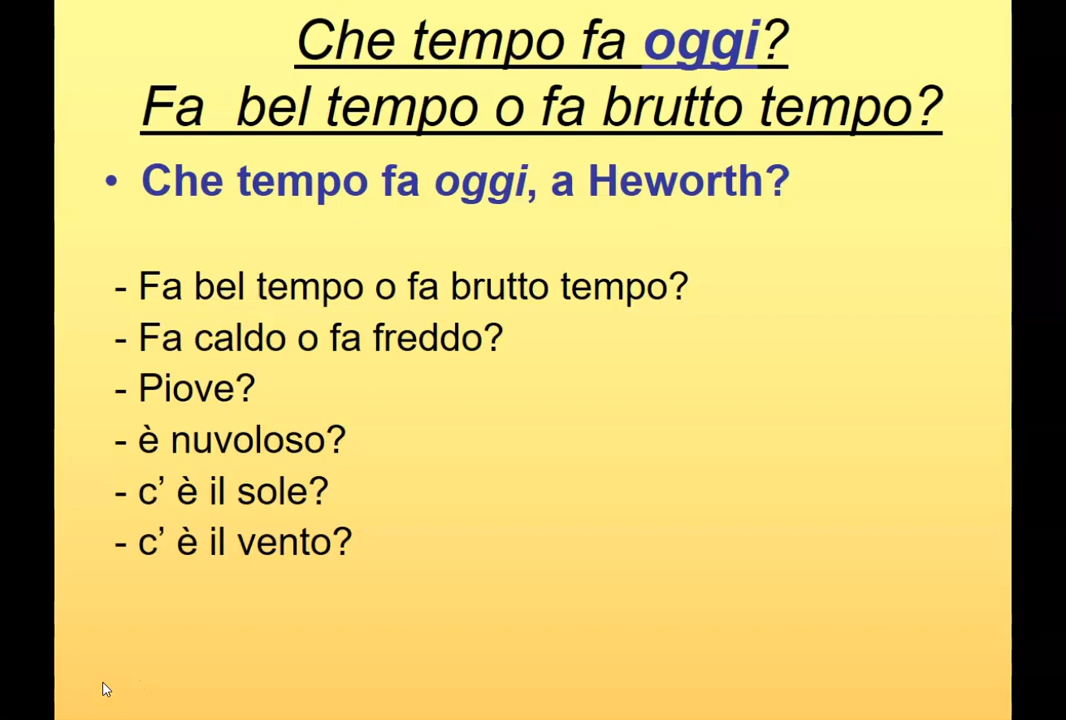 Che tempo fa oggi?
Fa bel tempo o fa brutto tempo?
• Che tempo fa oggi, a Heworth?
- Fa bel tempo o fa brutto tempo?
- Fa caldo o fa freddo?
- Piove?
- è nuvoloso?
- c’ è il sole?
- c’ è il vento?